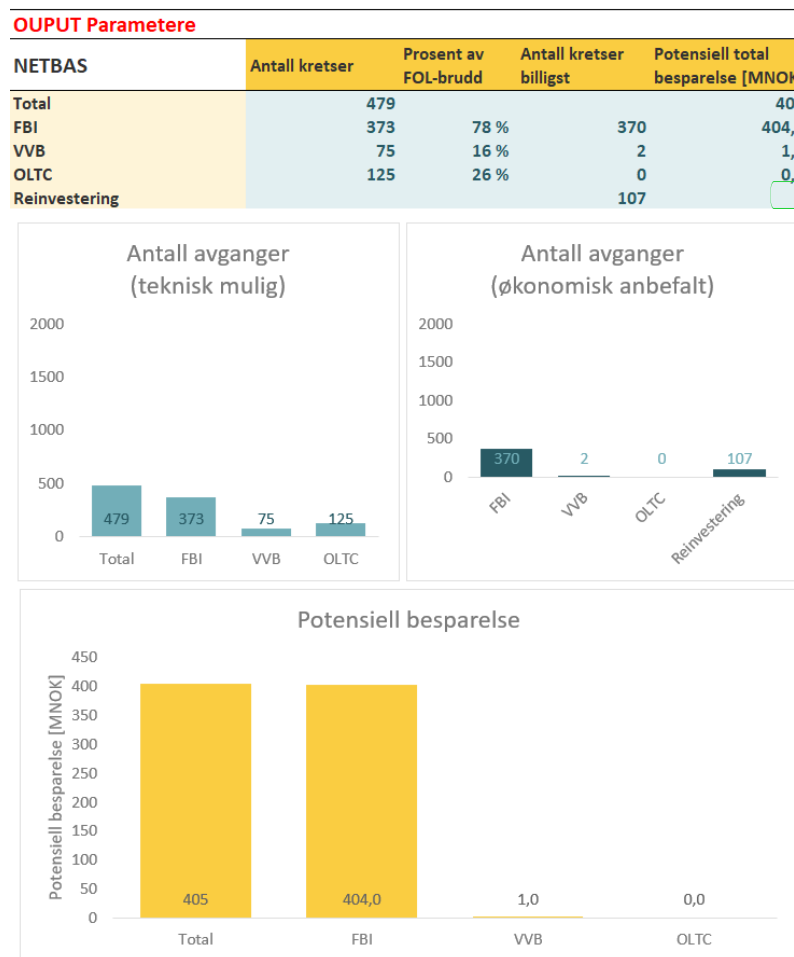 OUPUT Parametere
NETBAS Antall kretser Prosent av FOL-brudd Antall kretser billigst Potensiell total besparelse [MNOK
Total 479 40
FBI 373 78 % 370 404,
VVB 75 16 % 2 1,
OLTC 125 26 % 0 0,
Reinvestering 107
Antall avganger
(teknisk mulig)
2000
1500
1000
500
0
479 373 75 125
Total FBI VVB OLTC
Antall avganger
(økonomisk anbefalt)
2000
1500
1000
500
0
370 2 0 107
FBI VVB OLTC Reinvestering
Potensiell besparelse
Potensiell besparelse [MNOK]
450
400
350
300
250
200
150
100
50
0
405 404,0 1,0 0,0
Total FBI VVB OLTC